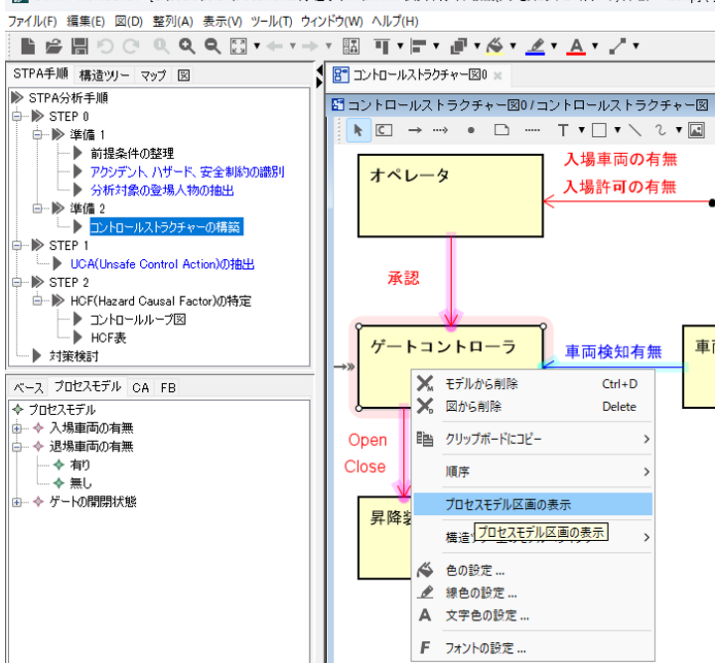 ファイル(F) 編集(E) 図(D) 整列(A) 表示(V) ツール(T) ウィンドウ(W) ヘルプ(H)
STPA手順 構造ツリー マップ 図
STPA分析手順
STEP 0
準備 1
前提条件の整理
アクシデント、ハザード、安全制約の識別
分析対象の登場人物の抽出
準備 2
コントロールストラクチャーの構築
STEP 1
UCA(Unsafe Control Action)の抽出
STEP 2
HCF(Hazard Causal Factor)の特定
コントロールループ図
HCF表
対策検討
ベース プロセスモデル CA FB
プロセスモデル
入場車両の有無
退場車両の有無
有り
無し
ゲートの開閉状態
コントロールストラクチャー図0
コントロールストラクチャー図0 / コントロールストラクチャー図
T
オペレータ
入場車両の有無
入場許可の有無
承認
ゲートコントローラ
車両検知有無
Open
Close
昇降装
モデルから削除 Ctrl+D
図から削除 Delete
クリップボードにコピー
順序
プロセスモデル区画の表示
プロセスモデル区画の表示
色の設定 ...
線色の設定 ...
文字色の設定 ...
フォントの設定 ...